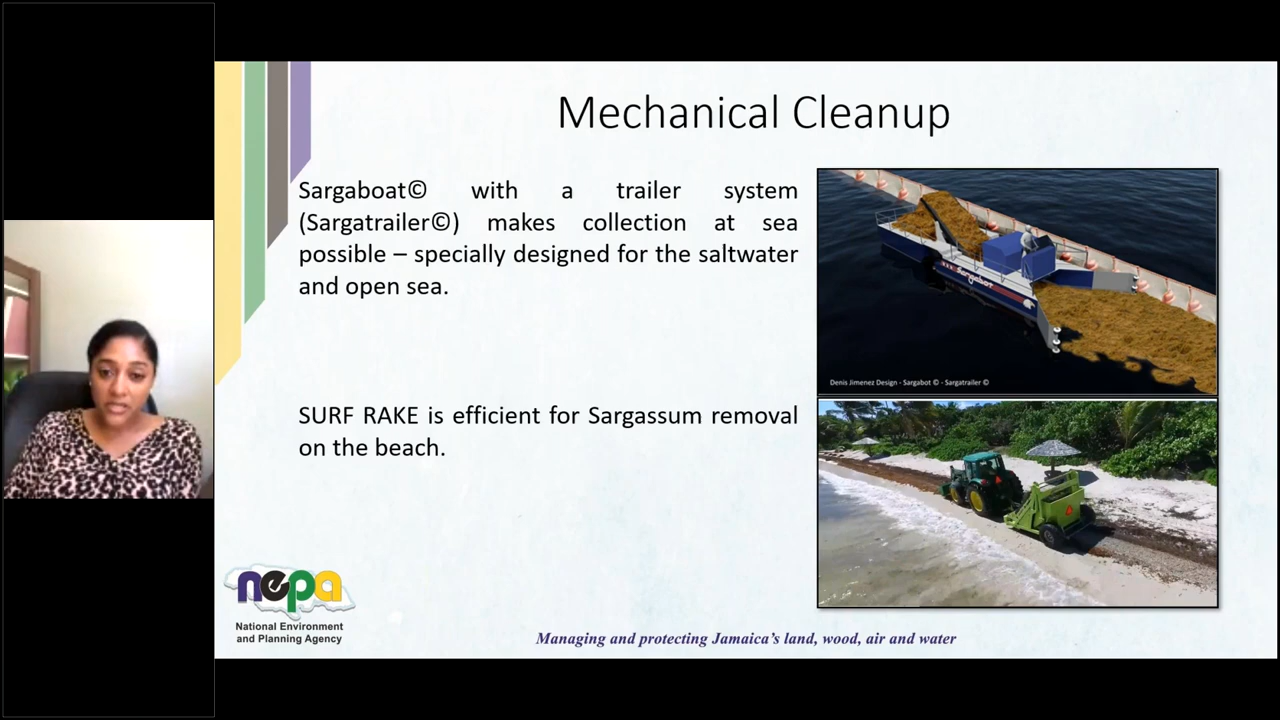 Mechanical Cleanup
Sargaboat© with a trailer system
(Sargatrailer©) makes collection at sea
possible – specially designed for the saltwater
and open sea.
Sargabot
Denis Jimenez Design - Sargabot © - Sargatrailer ©
SURF RAKE is efficient for Sargassum removal
on the beach.
nepa
National Environment
and Planning Agency
Managing and protecting Jamaica's land, wood, air and water